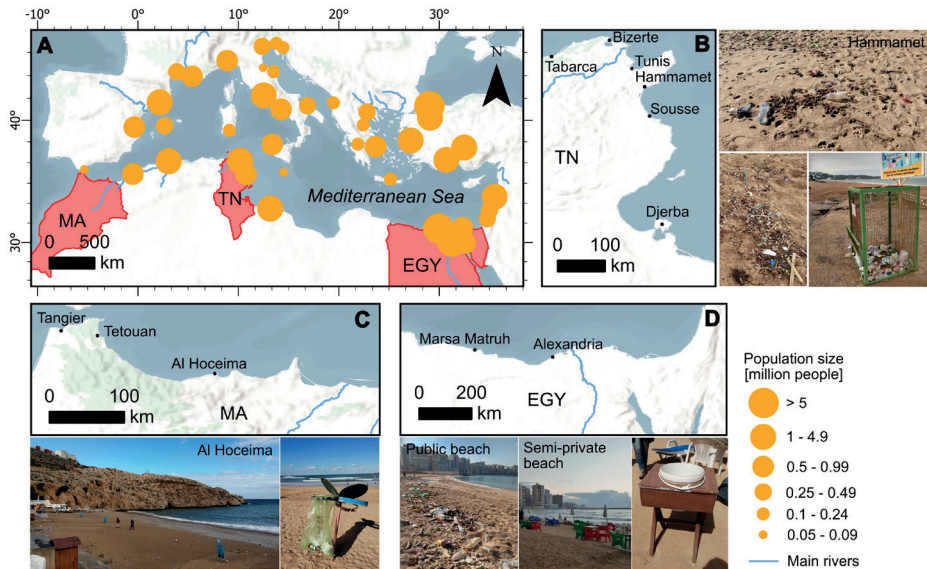 -10°
0°
10°
20°
30°
A
N
40°
30°
Mediterranean Sea
MA
TN
EGY
0
500
km
B
Bizerte
Tabarca
Tunis
Hammamet
Sousse
TN
Djerba
0
100
km
Hammamet
C
Tangier
Tetouan
Al Hoceima
0
100
km
MA
Al Hoceima
D
Marsa Matruh
Alexandria
0
200
km
EGY
Public beach
Semi-private
beach
Population size
[million people]
> 5
1 - 4.9
0.5 - 0.99
0.25 - 0.49
0.1 - 0.24
0.05 - 0.09
Main rivers